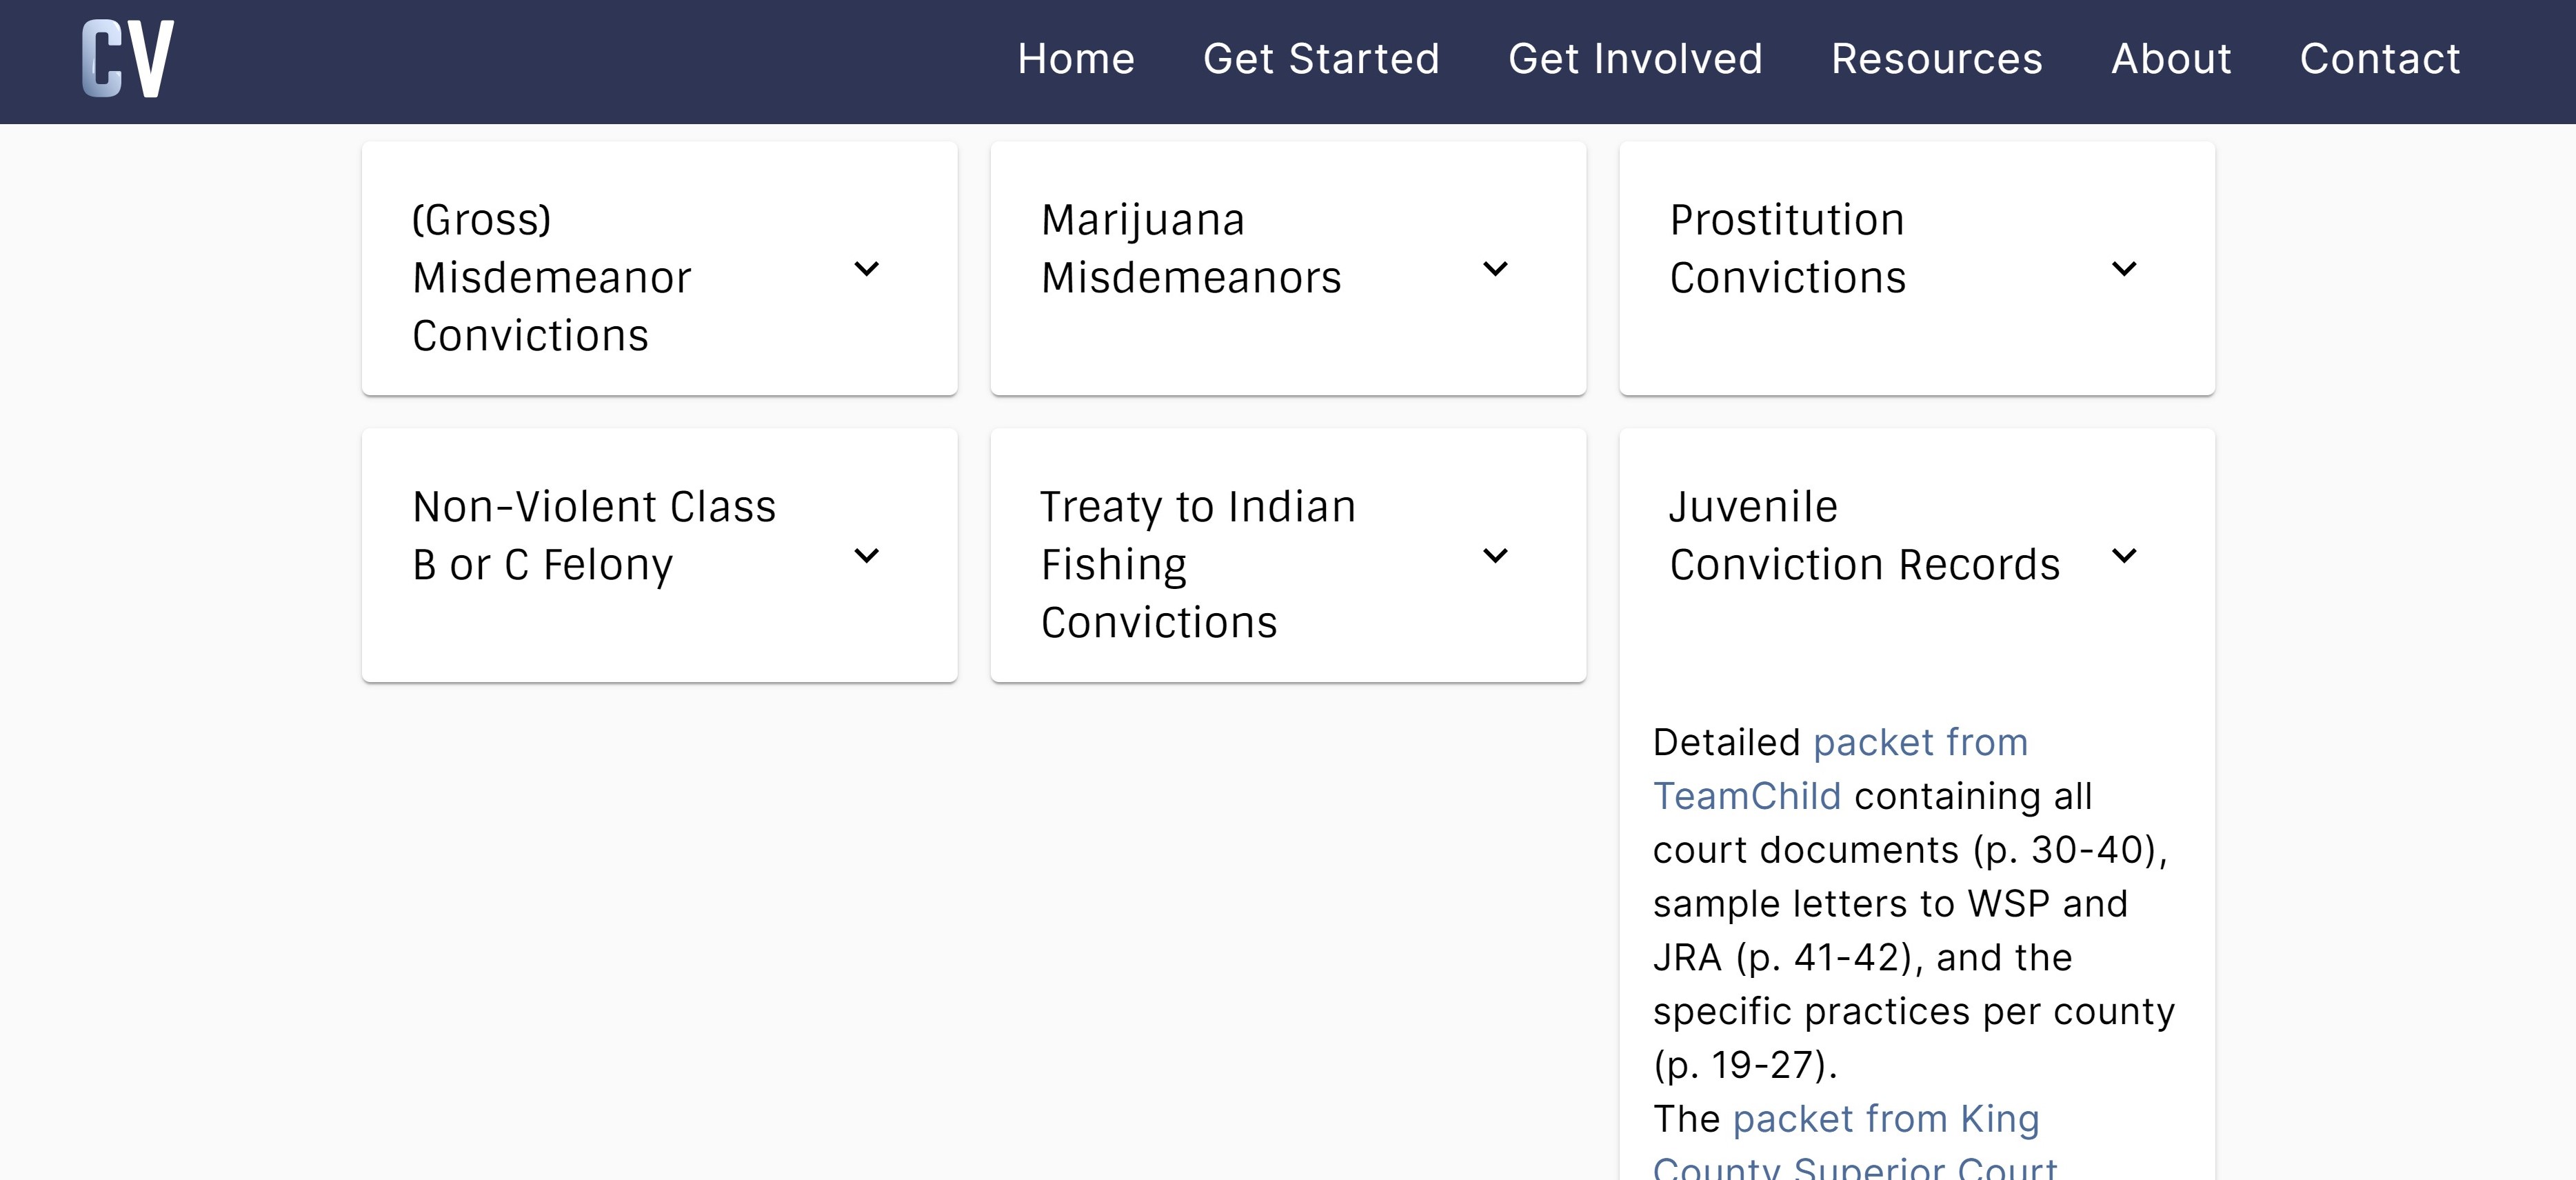 CV
Home Get Started Get Involved Resources About Contact
(Gross)
Misdemeanor
Convictions
Marijuana
Misdemeanors
Prostitution
Convictions
Non-Violent Class
B or C Felony
Treaty to Indian
Fishing
Convictions
Juvenile
Conviction Records
Detailed packet from
TeamChild containing all
court documents (p. 30-40),
sample letters to WSP and
JRA (p. 41-42), and the
specific practices per county
(p. 19-27).
The packet from King
County Superior Court